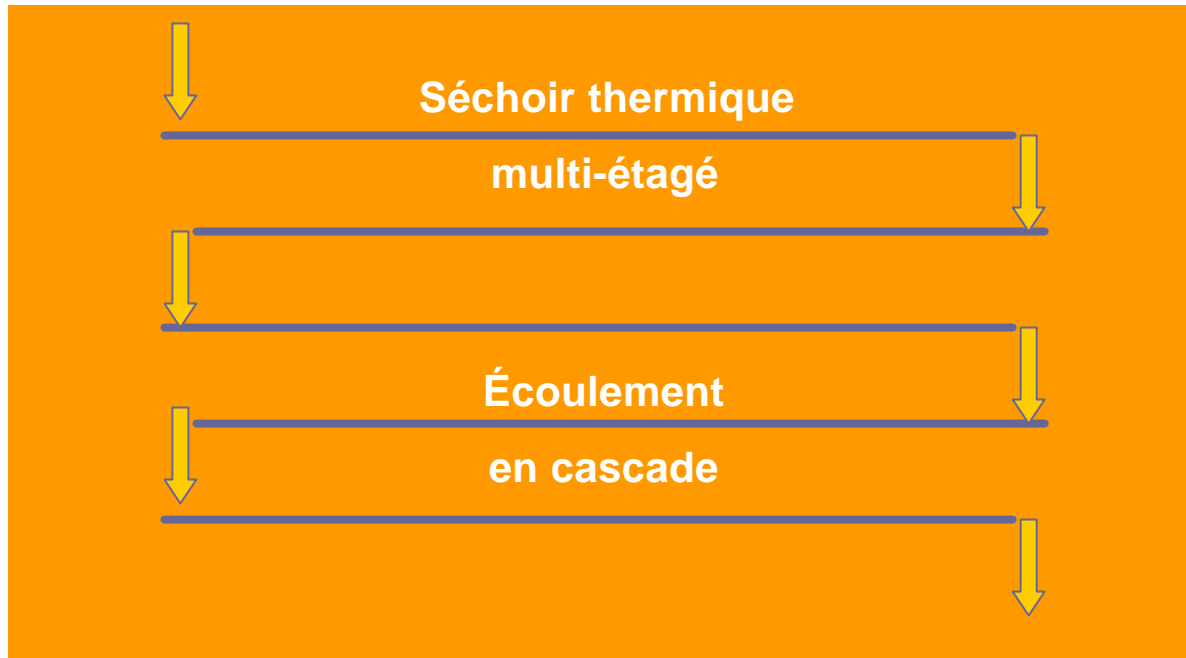 Séchoir thermique
multi-étagé
Écoulement
en cascade